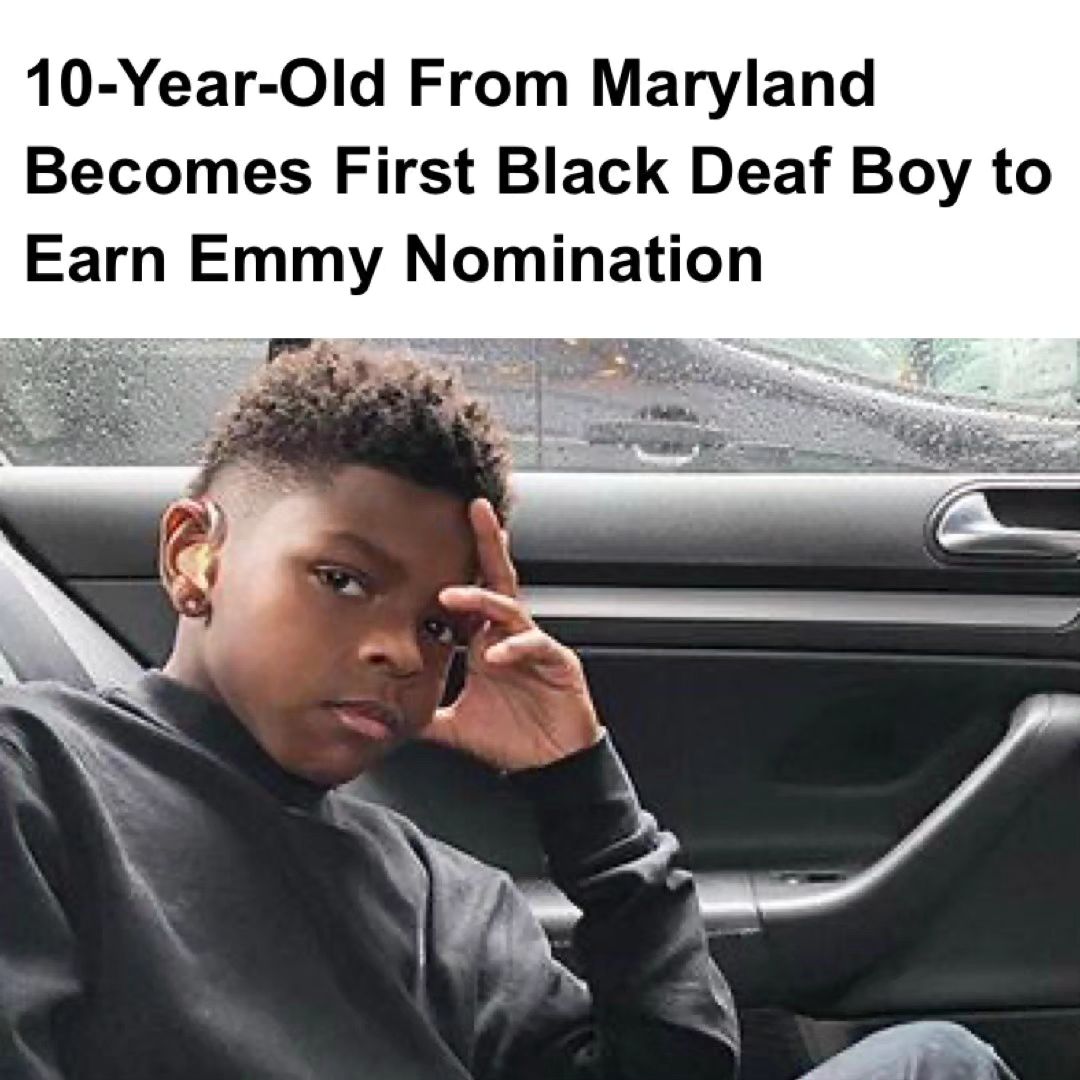 10-Year-Old From Maryland
Becomes First Black Deaf Boy to
Earn Emmy Nomination